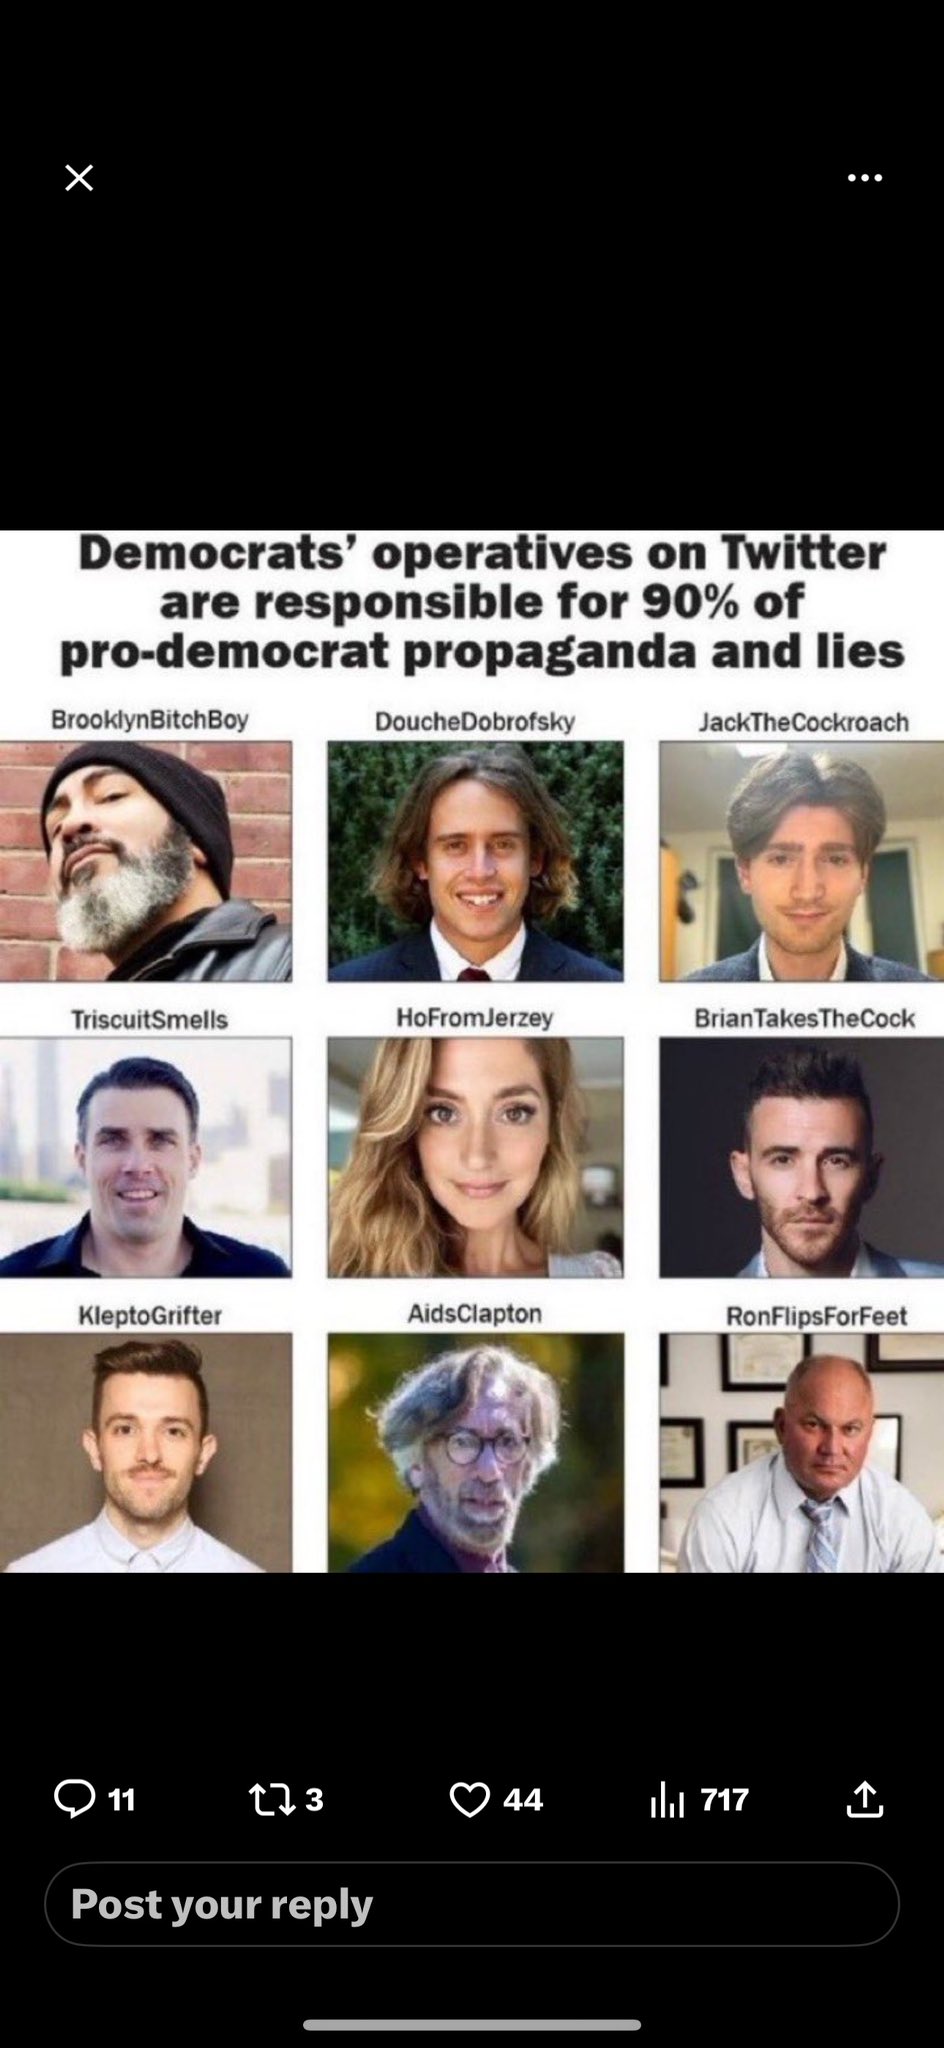 Democrats' operatives on Twitter
are responsible for 90% of
pro-democrat propaganda and lies
BrooklynBitchBoy
DoucheDobrofsky
JackTheCockroach
TriscuitSmells
HoFromJerzey
BrianTakesTheCock
KleptoGrifter
AidsClapton
RonFlipsForFeet
11
3
44
717
Post your reply